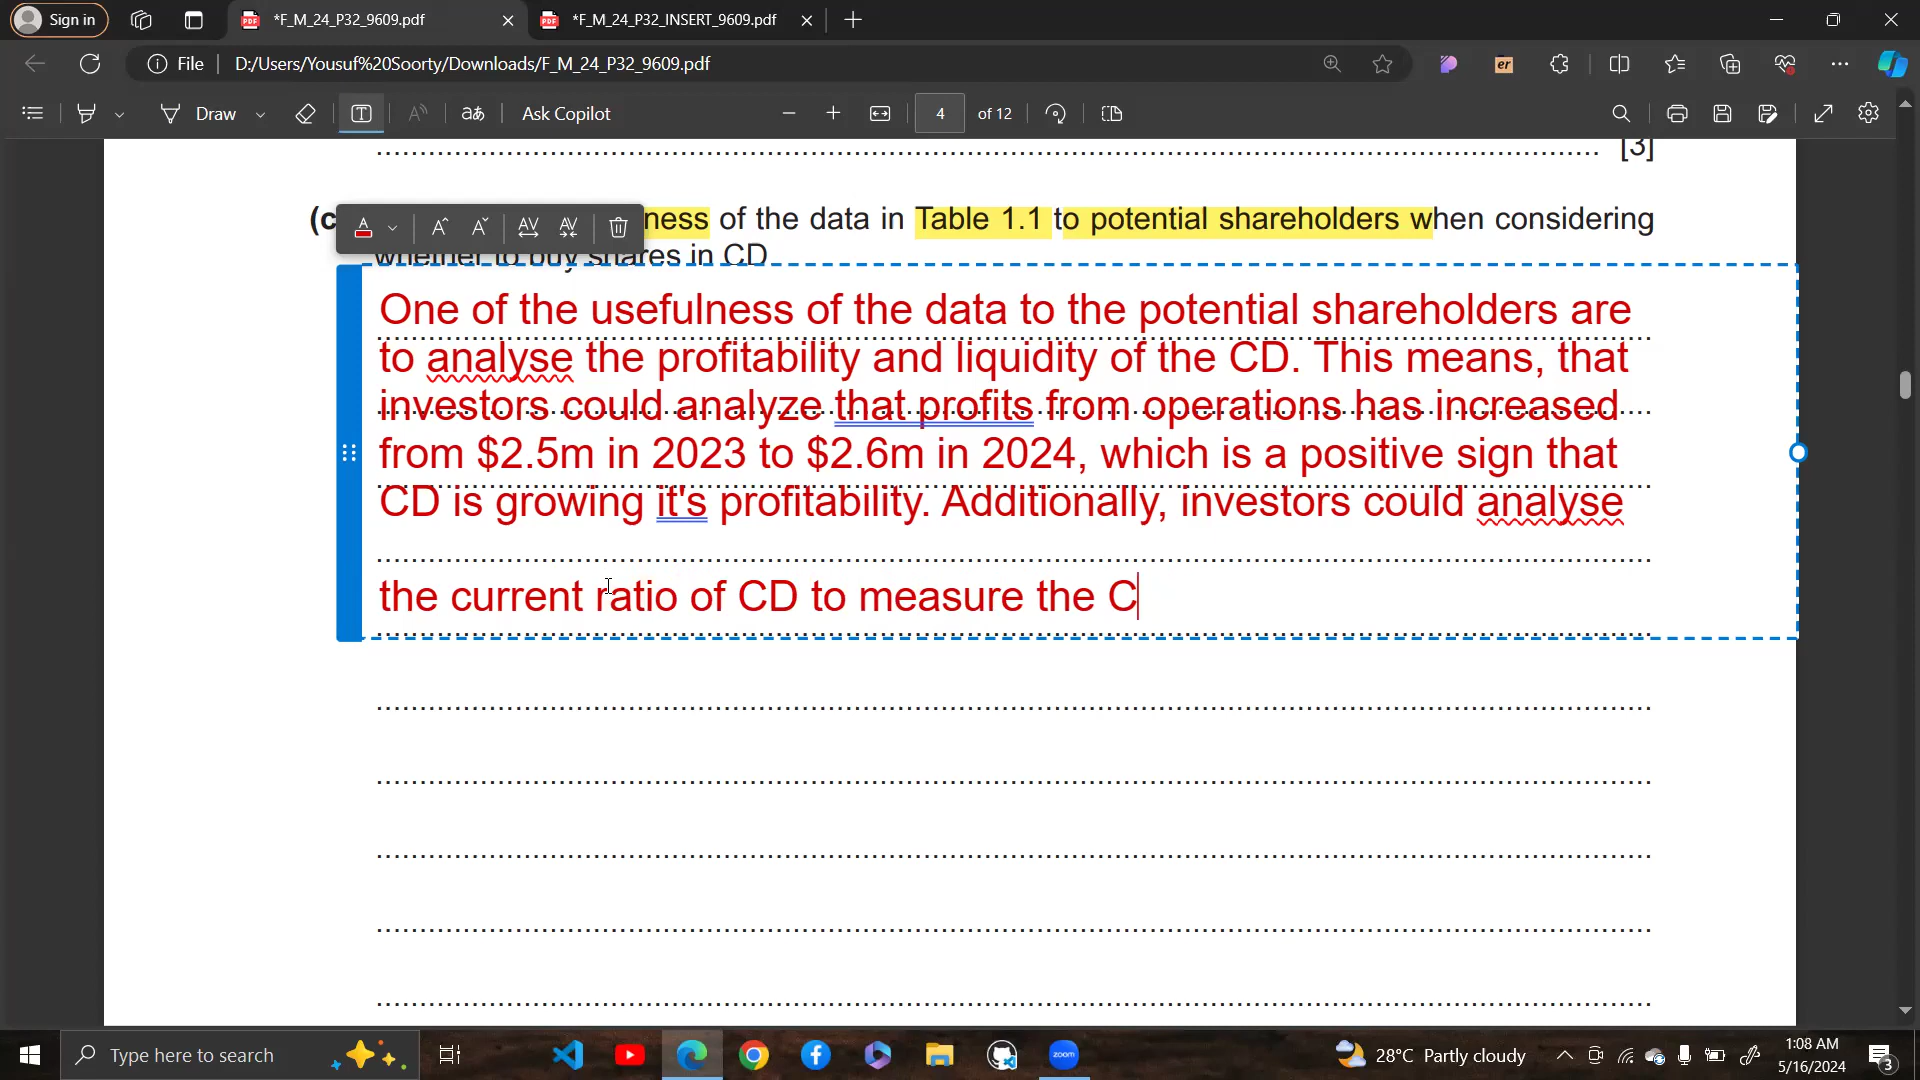 Sign in
*F_M_24_P32_9609.pdf
*F_M_24_P32_INSERT_9609.pdf
File
D:/Users/Yousuf%20Soorty/Downloads/F_M_24_P32_9609.pdf
Draw
aあ
Ask Copilot
4 of 12
[3]
(c ness of the data in Table 1.1 to potential shareholders when considering
whether to buy shares in CD
One of the usefulness of the data to the potential shareholders are
to analyse the profitability and liquidity of the CD. This means, that
investors could analyze that profits from operations has increased
from $2.5m in 2023 to $2.6m in 2024, which is a positive sign that
CD is growing it's profitability. Additionally, investors could analyse
the current ratio of CD to measure the C
Type here to search
zoom
28°C Partly cloudy
1:08 AM
5/16/2024
3